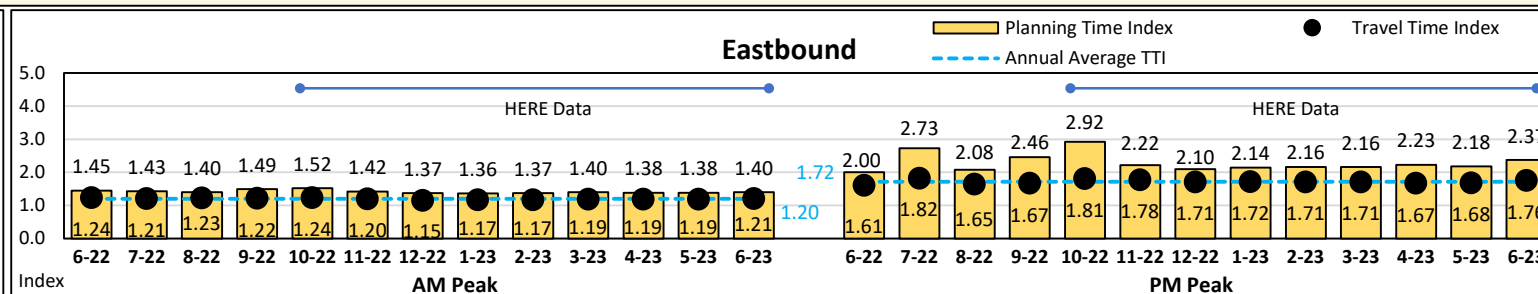 Planning Time Index Travel Time Index
Eastbound
Annual Average TTI
5.0
4.0
3.0
2.0
1.0
0.0
HERE Data HERE Data
1.45 1.43 1.40 1.49 1.52 1.42 1.37 1.36 1.37 1.40 1.38 1.38 1.40
1.72
2.00 2.73 2.08 2.46 2.92 2.22 2.10 2.14 2.16 2.16 2.23 2.18 2.37
1.24 1.21 1.23 1.22 1.24 1.20 1.15 1.17 1.17 1.19 1.19 1.19 1.21
1.20
1.61 1.82 1.65 1.67 1.81 1.78 1.71 1.72 1.71 1.71 1.67 1.68 1.76
6-22 7-22 8-22 9-22 10-22 11-22 12-22 1-23 2-23 3-23 4-23 5-23 6-23
6-22 7-22 8-22 9-22 10-22 11-22 12-22 1-23 2-23 3-23 4-23 5-23 6-23
Index AM Peak PM Peak